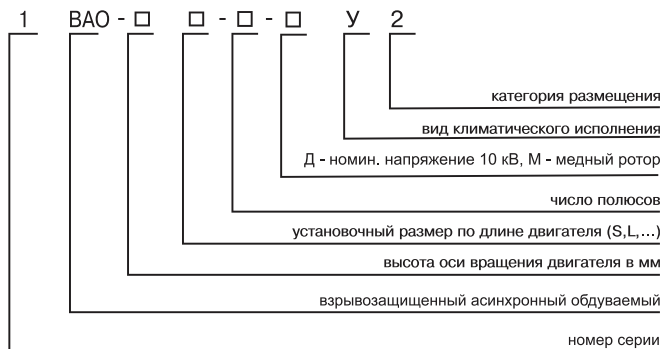 1 ВАО - □ □ - □ - □ У 2
категория размещения
вид климатического исполнения
Д - номин. напряжение 10 кВ, М - медный ротор
число полюсов
установочный размер по длине двигателя (S,L,...)
высота оси вращения двигателя в мм
взрывозащищенный асинхронный обдуваемый
номер серии